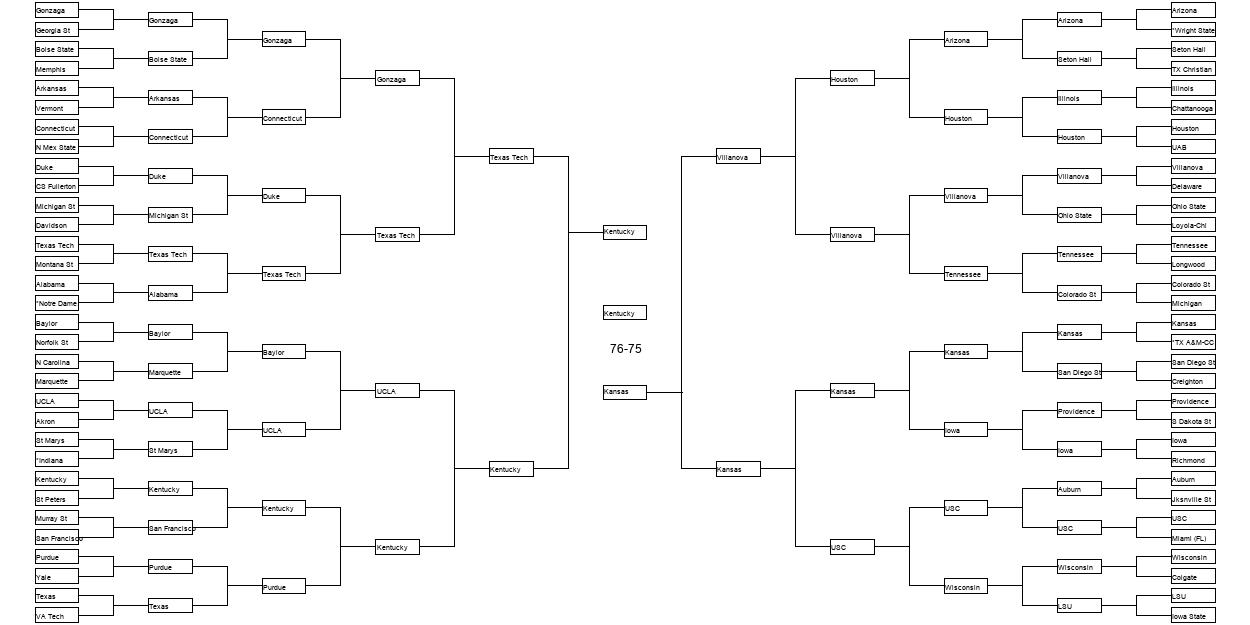 Gonzaga
Georgia St
Boise State
Memphis
Arkansas
Vermont
Connecticut
N Mex State
Duke
CS Fullerton
Michigan St
Davidson
Texas Tech
Montana St
Alabama
*Notre Dame
Baylor
Norfolk St
N Carolina
Marquette
UCLA
Akron
St Marys
*Indiana
Kentucky
St Peters
Murray St
San Francisco
Purdue
Yale
Texas
VA Tech
Gonzaga
Boise State
Arkansas
Connecticut
Duke
Michigan St
Texas Tech
Alabama
Baylor
Marquette
UCLA
St Marys
Kentucky
San Francisco
Purdue
Texas
Gonzaga
Connecticut
Duke
Texas Tech
Baylor
UCLA
Kentucky
Purdue
Gonzaga
Texas Tech
UCLA
Kentucky
Texas Tech
Kentucky
Kentucky
Kentucky
76-75
Kansas
Villanova
Kansas
Houston
Villanova
Kansas
USC
Arizona
Houston
Villanova
Tennessee
Kansas
Iowa
USC
Wisconsin
Arizona
Seton Hall
Illinois
Houston
Villanova
Ohio State
Tennessee
Colorado St
Kansas
San Diego St
Providence
Iowa
Auburn
USC
Wisconsin
LSU
Arizona
*Wright State
Seton Hall
TX Christian
Illinois
Chattanooga
Houston
UAB
Villanova
Delaware
Ohio State
Loyola-Chi
Tennessee
Longwood
Colorado St
Michigan
Kansas
*TX A&M-CC
San Diego St
Creighton
Providence
S Dakota St
Iowa
Richmond
Auburn
Jksnville St
USC
Miami (FL)
Wisconsin
Colgate
LSU
Iowa State